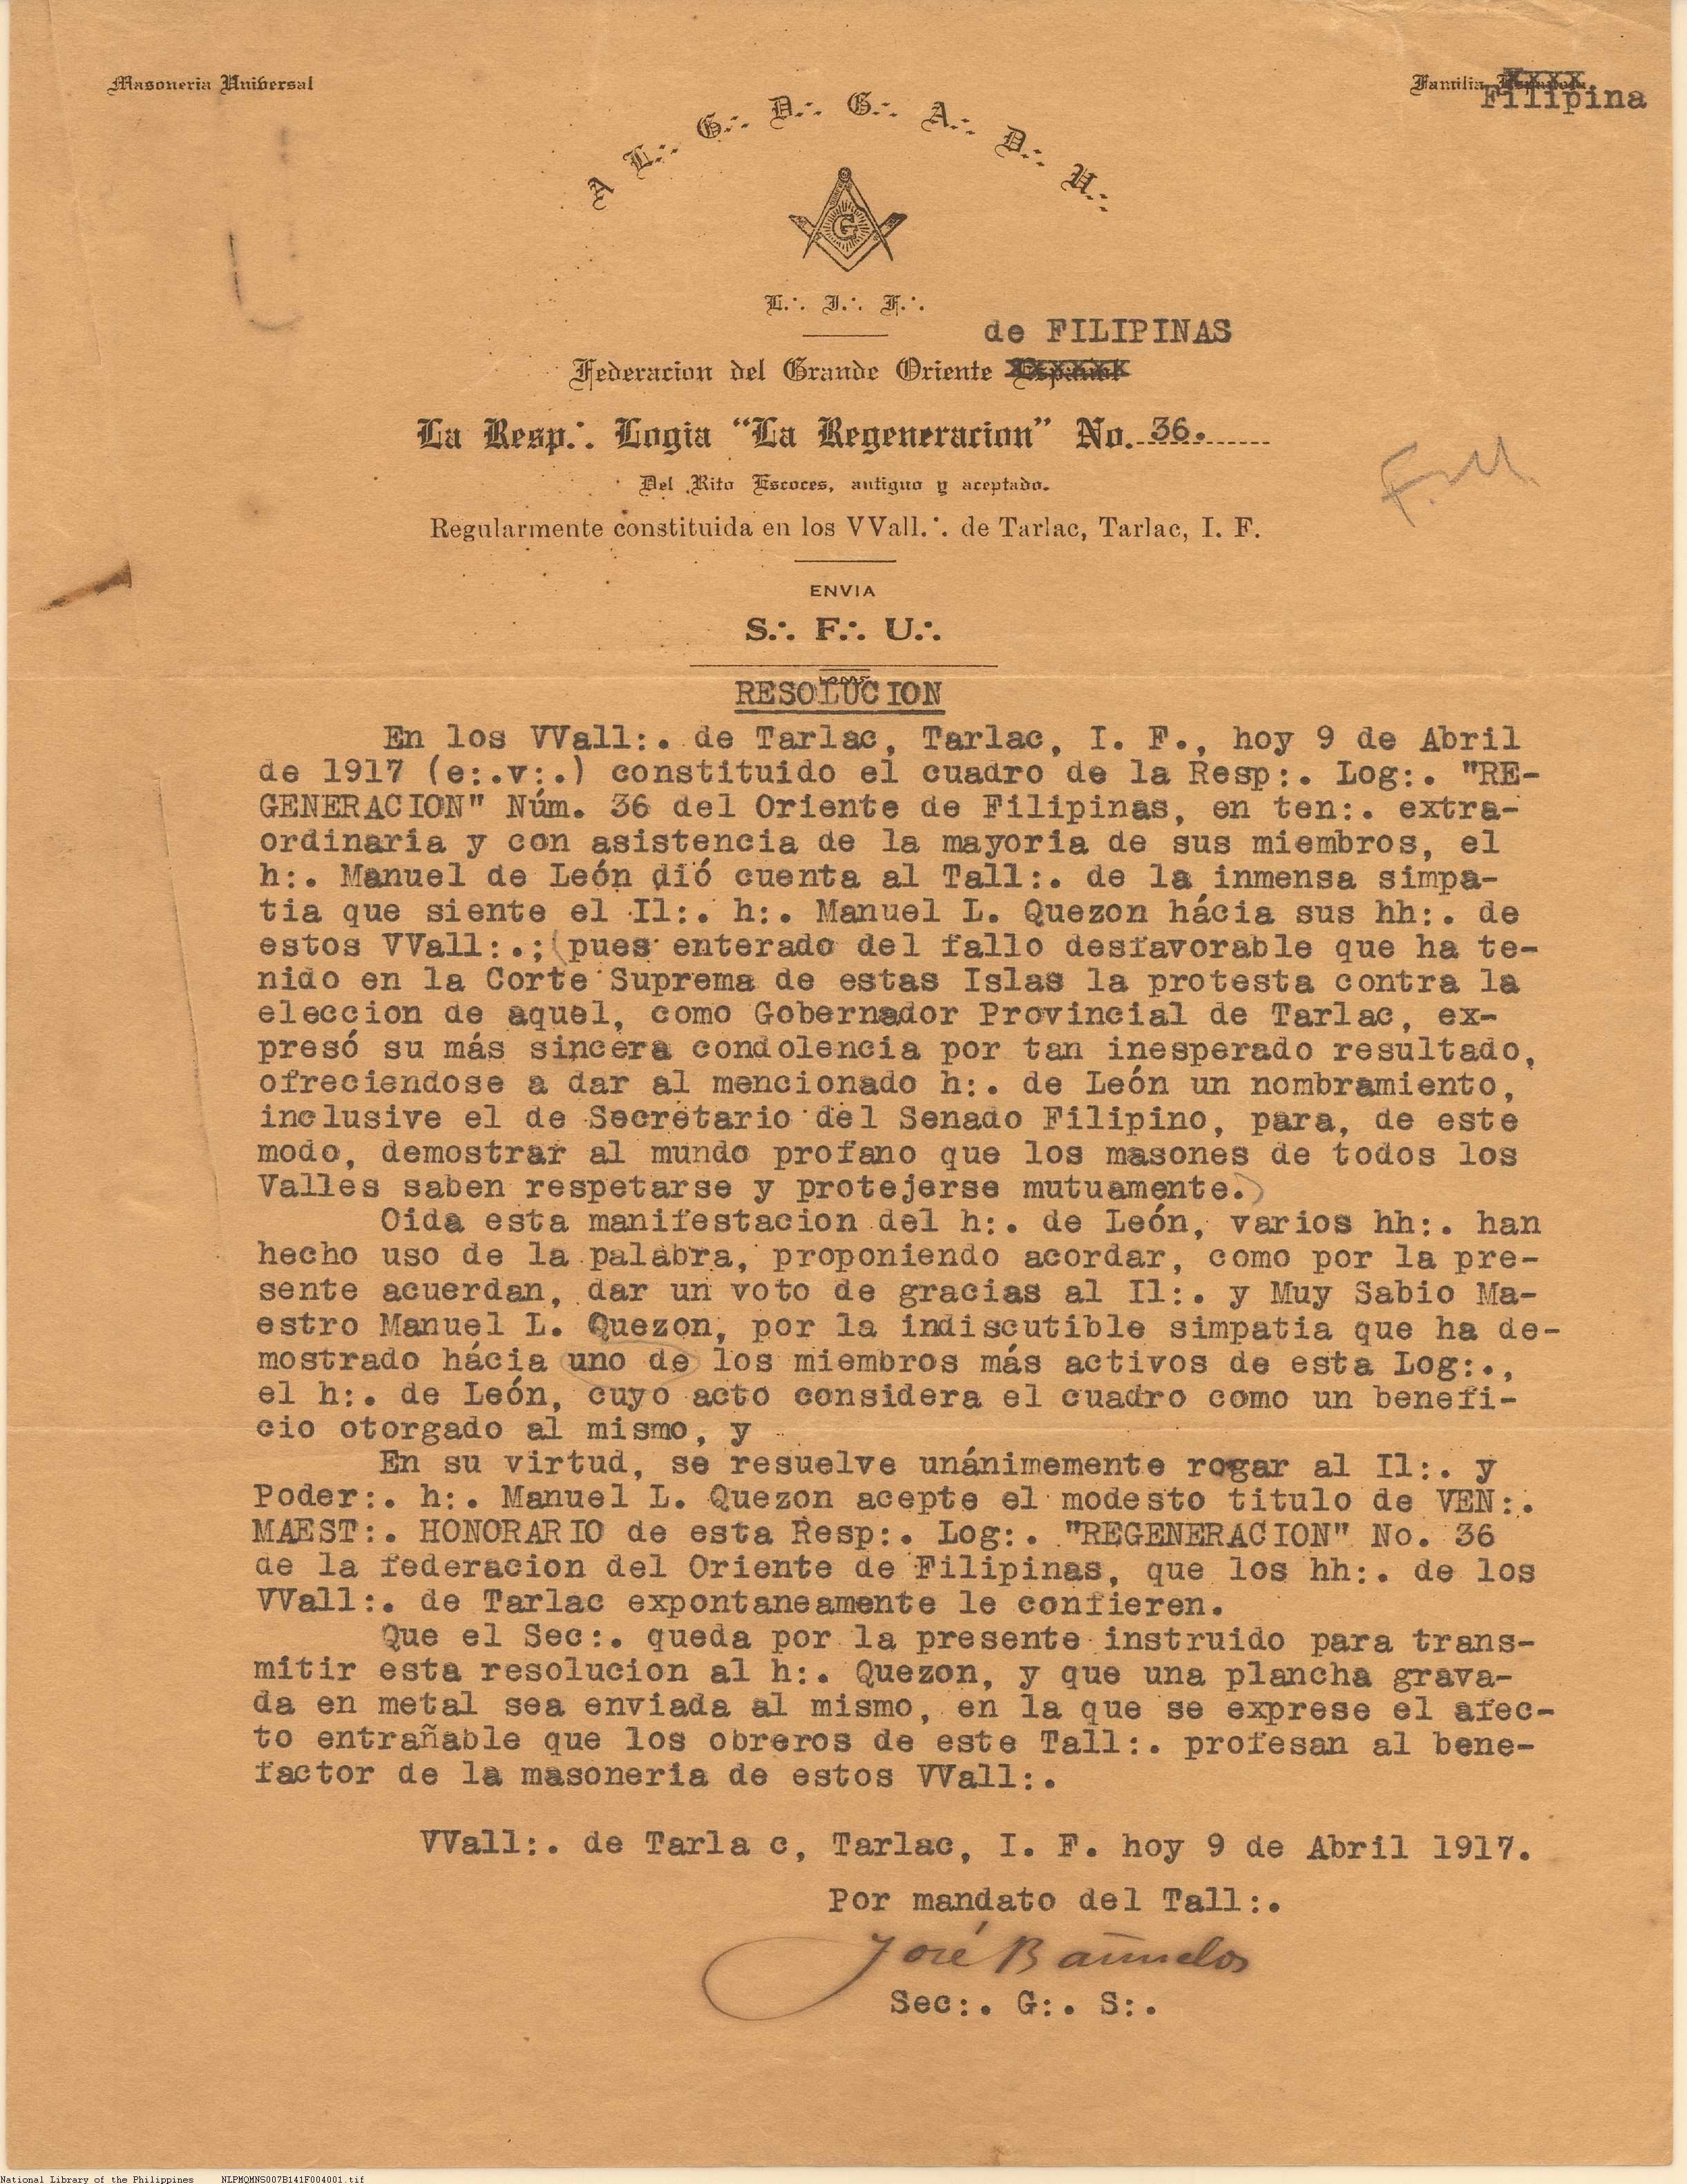 Masoneria Universal
Familia
Filipina
A L.·. G.·. D.·. G.·. A.·. D.·. U.·.
G
L.·. I.·. F.·.
de FILIPINAS
Federacion del Grande Oriente Español
La Resp.·. Logia "La Regeneracion" No. 36.
Del Rito Escoces, antiguo y aceptado.
F.M
Regularmente constituida en los VVall.·. de Tarlac, Tarlac, I. F.
ENVIA
S.·. F.·. U.·.
RESOLUCION
En los VVall:. de Tarlac, Tarlac, I. F., hoy 9 de Abril
de 1917 (e:.v:.) constituido el cuadro de la Resp:. Log:. "RE-
GENERACION" Núm. 36 del Oriente de Filipinas, en ten:. extra-
ordinaria y con asistencia de la mayoria de sus miembros, el
h:. Manuel de León dió cuenta al Tall:. de la inmensa simpa-
tia que siente el Il:. h:. Manuel L. Quezon hácia sus hh:. de
estos VVall:.; (pues enterado del fallo desfavorable que ha te-
nido en la Corte Suprema de estas Islas la protesta contra la
eleccion de aquel, como Gobernador Provincial de Tarlac, ex-
presó su más sincera condolencia por tan inesperado resultado,
ofreciendose a dar al mencionado h:. de León un nombramiento,
inclusive el de Secretario del Senado Filipino, para, de este
modo, demostrar al mundo profano que los masones de todos los
Valles saben respetarse y protejerse mutuamente.)
Oida esta manifestacion del h:. de León, varios hh:. han
hecho uso de la palabra, proponiendo acordar, como por la pre-
sente acuerdan, dar un voto de gracias al Il:. y Muy Sabio Ma-
estro Manuel L. Quezon, por la indiscutible simpatia que ha de-
mostrado hácia uno de los miembros más activos de esta Log:.,
el h:. de León, cuyo acto considera el cuadro como un benefi-
cio otorgado al mismo, y
En su virtud, se resuelve unánimemente rogar al Il:. y
Poder:. h:. Manuel L. Quezon acepte el modesto titulo de VEN:.
MAEST:. HONORARIO de esta Resp:. Log:. "REGENERACION" No. 36
de la federacion del Oriente de Filipinas, que los hh:. de los
VVall:. de Tarlac expontaneamente le confieren.
Que el Sec:. queda por la presente instruido para trans-
mitir esta resolucion al h:. Quezon, y que una plancha grava-
da en metal sea enviada al mismo, en la que se exprese el afec-
to entrañable que los obreros de este Tall:. profesan al bene-
factor de la masoneria de estos VVall:.
VVall:. de Tarla c, Tarlac, I. F. hoy 9 de Abril 1917.
Por mandato del Tall:.
José Bañuelos
Sec:. G:. S:.
National Library of the Philippines NLPMQMNS007B141F004001.tif